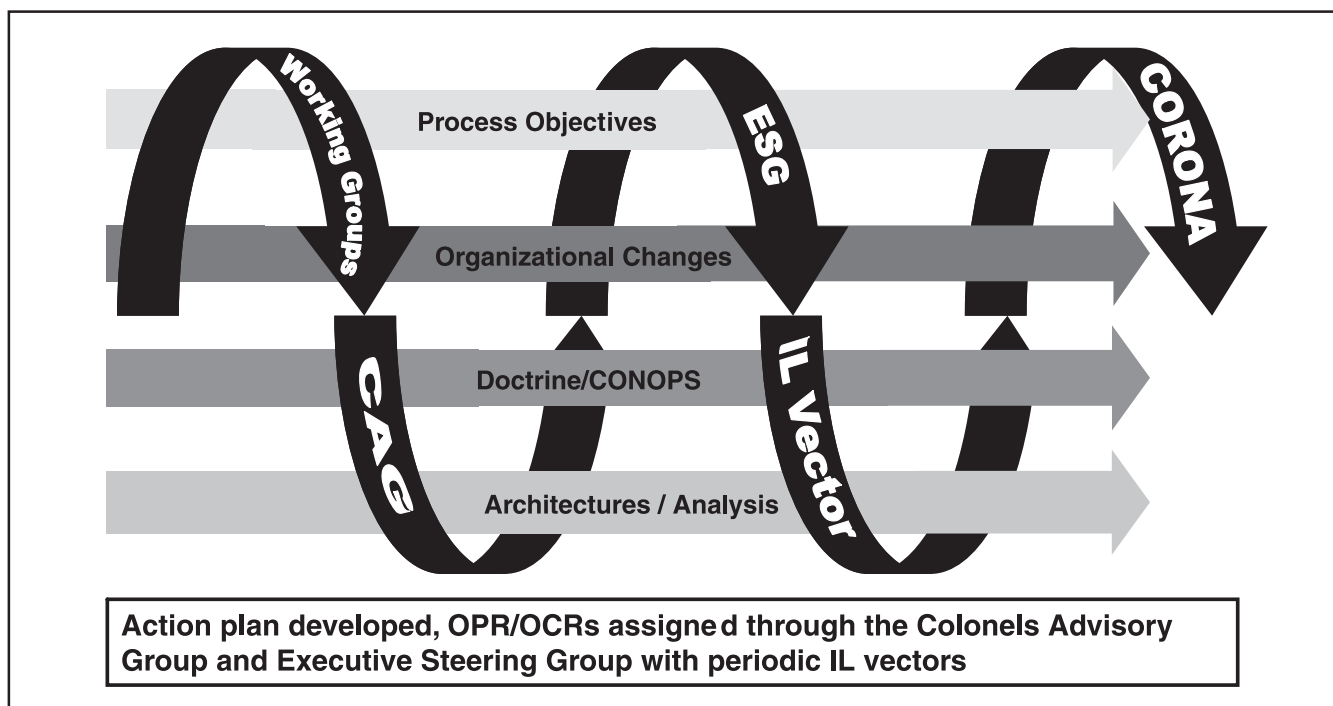 Working Groups
Process Objectives
ESG
CORONA
Organizational Changes
CAG
Doctrine/CONOPS
IL Vector
Architectures / Analysis
Action plan developed, OPR/OCRs assigned through the Colonels Advisory
Group and Executive Steering Group with periodic IL vectors